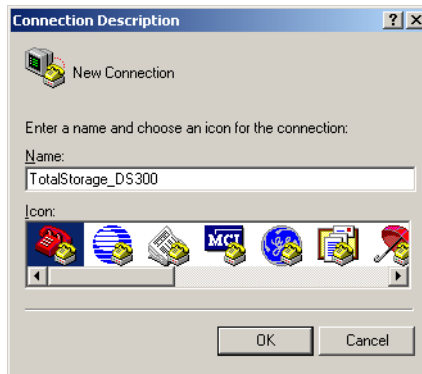 Connection Description
New Connection
Enter a name and choose an icon for the connection:
Name:
TotalStorage_DS300
Icon:
MCI
OK
Cancel